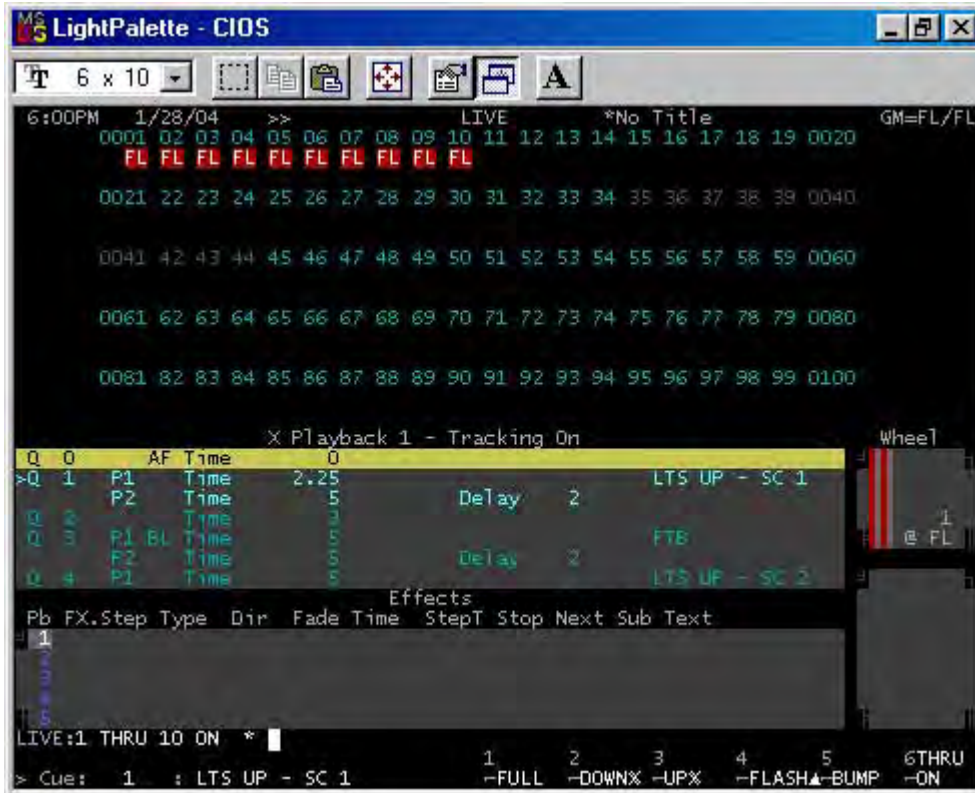 LightPalette - CIOS
6 x 10
6:00PM 1/28/04 >> LIVE *No Title GM=FL/FL
0001 02 03 04 05 06 07 08 09 10 11 12 13 14 15 16 17 18 19 0020
FL FL FL FL FL FL FL FL FL FL
0021 22 23 24 25 26 27 28 29 30 31 32 33 34 35 36 37 38 39 0040
0041 42 43 44 45 46 47 48 49 50 51 52 53 54 55 56 57 58 59 0060
0061 62 63 64 65 66 67 68 69 70 71 72 73 74 75 76 77 78 79 0080
0081 82 83 84 85 86 87 88 89 90 91 92 93 94 95 96 97 98 99 0100
X Playback 1 - Tracking On Wheel
Q 0 AF Time 0
>Q 1 P1 Time 2.25 LTS UP - SC 1
P2 Time 5 Delay 2
Q 2 Time 3
1
Q 3 P1 BL Time 5 FTB
@ FL
P2 Time 5 Delay 2
Q 4 P1 Time 5 LTS UP - SC 2
Effects
Pb FX.Step Type Dir Fade Time StepT Stop Next Sub Text
1
2
3
4
5
LIVE:1 THRU 10 ON *
1 2 3 4 5 6THRU
> Cue: 1 : LTS UP - SC 1 -FULL -DOWN% -UP% -FLASH▲-BUMP -ON